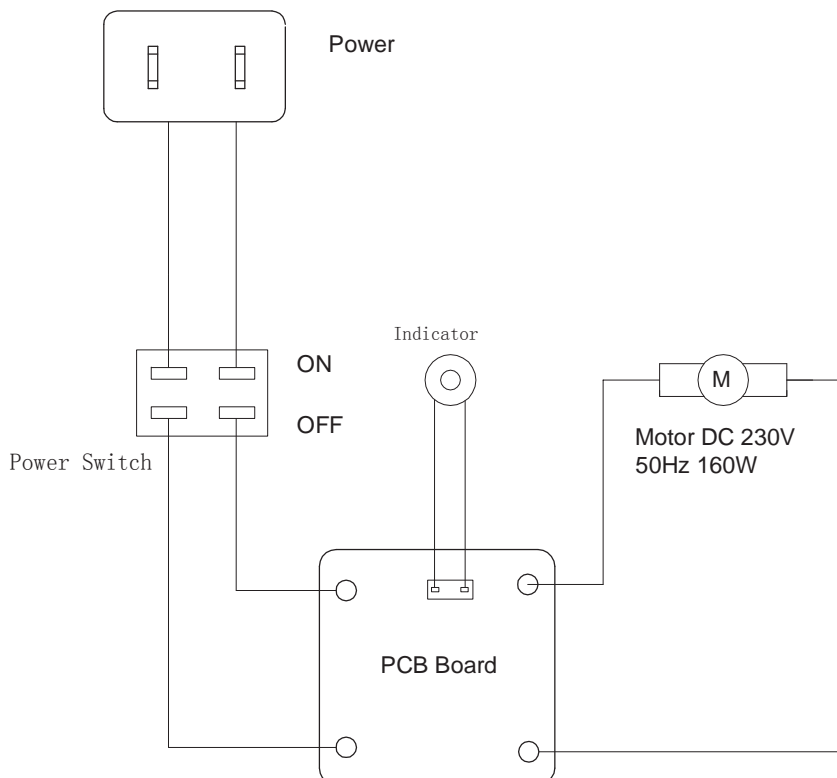 Power
Indicator
ON
OFF
M
Motor DC 230V
50Hz 160W
Power Switch
PCB Board